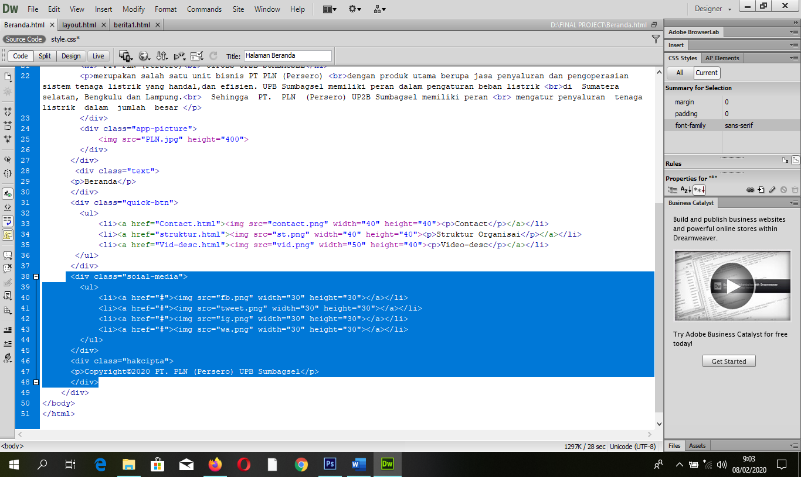 Dw File Edit View Insert Modify Format Commands Site Window Help Designer
Beranda.html layout.html berita1.html D:\FINAL PROJECT\Beranda.html
Source Code style.css*
Code Split Design Live Title: Halaman Beranda
22 <p>merupakan salah satu unit bisnis PT PLN (Persero) <br>dengan produk utama berupa jasa penyaluran dan pengoperasian
sistem tenaga listrik yang handal,dan efisien. UPB Sumbagsel memiliki peran dalam pengaturan beban listrik <br>di Sumatera
selatan, Bengkulu dan Lampung.<br> Sehingga PT. PLN (Persero) UP2B Sumbagsel memiliki peran <br> mengatur penyaluran tenaga
listrik dalam jumlah besar </p>
23 </div>
24 <div class="app-picture">
25 <img src="PLN.jpg" height="400">
26 </div>
27 </div>
28 <div class="text">
29 <p>Beranda</p>
30 </div>
31 <div class="quick-btn">
32 <ul>
33 <li><a href="Contact.html"><img src="contact.png" width="40" height="40"><p>Contact</p></a></li>
34 <li><a href="struktur.html"><img src="st.png" width="40" height="40"><p>Struktur Organisai</p></a></li>
35 <li><a href="Vid-desc.html"><img src="vid.png" width="50" height="40"><p>Video-desc</p></a></li>
36 </ul>
37 </div>
38 <div class="soial-media">
39 <ul>
40 <li><a href="#"><img src="fb.png" width="30" height="30"></a></li>
41 <li><a href="#"><img src="tweet.png" width="30" height="30"></a></li>
42 <li><a href="#"><img src="ig.png" width="30" height="30"></a></li>
43 <li><a href="#"><img src="wa.png" width="30" height="30"></a></li>
44 </ul>
45 </div>
46 <div class="hakcipta">
47 <p>Copyright©2020 PT. PLN (Persero) UPB Sumbagsel</p>
48 </div>
49 </div>
50 </body>
51 </html>
<body> 1297K / 28 sec Unicode (UTF-8)
Adobe BrowserLab
Insert
CSS Styles AP Elements
All Current
Summary for Selection
margin 0
padding 0
font-family sans-serif
Rules
Properties for "*"
Business Catalyst
Build and publish business websites
and powerful online stores within
Dreamweaver.
Try Adobe Business Catalyst for free
today!
Get Started
Files Assets
Ps Dw
9:03
08/02/2020